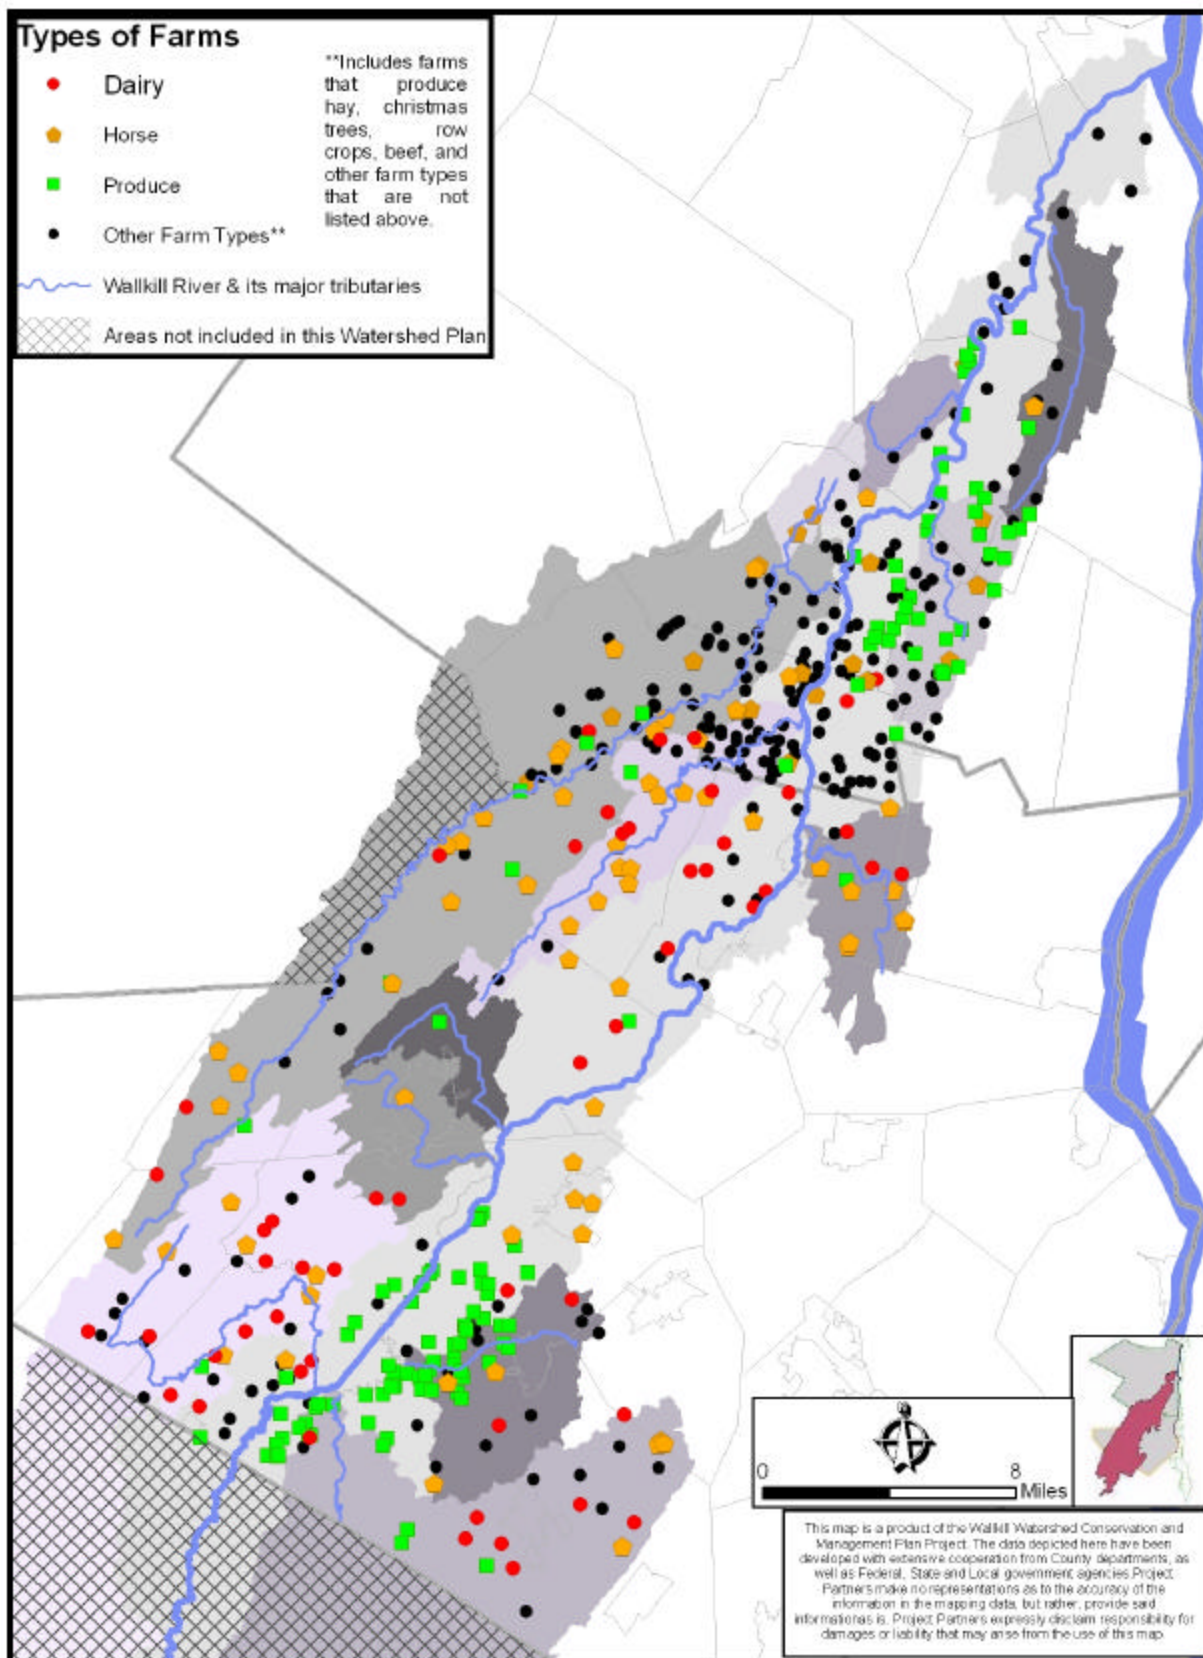 Types of Farms
Dairy
Horse
Produce
Other Farm Types**
Wallkill River & its major tributaries
Areas not included in this Watershed Plan
**Includes farms
that produce
hay, christmas
trees, row
crops, beef, and
other farm types
that are not
listed above.
0 8
Miles
This map is a product of the Wallkill Watershed Conservation and
Management Plan Project. The data depicted here have been
developed with extensive cooperation from County departments, as
well as Federal, State and Local government agencies.Project
Partners make no representations as to the accuracy of the
information in the mapping data, but rather, provide said
information as is. Project Partners expressly disclaim responsibility for
damages or liability that may arise from the use of this map.